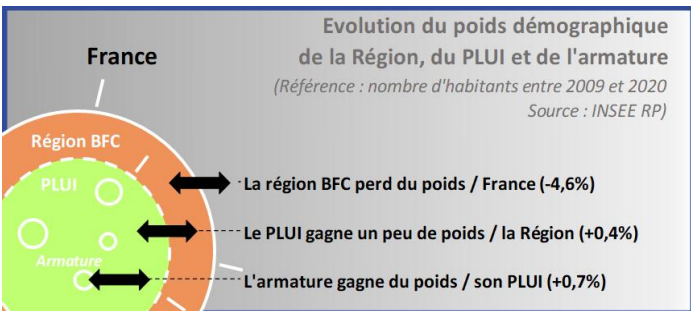 Evolution du poids démographique
de la Région, du PLUI et de l'armature
(Référence : nombre d'habitants entre 2009 et 2020
Source : INSEE RP)
France
Région BFC
PLUI
Armature
La région BFC perd du poids / France (-4,6%)
Le PLUI gagne un peu de poids / la Région (+0,4%)
L'armature gagne du poids / son PLUI (+0,7%)